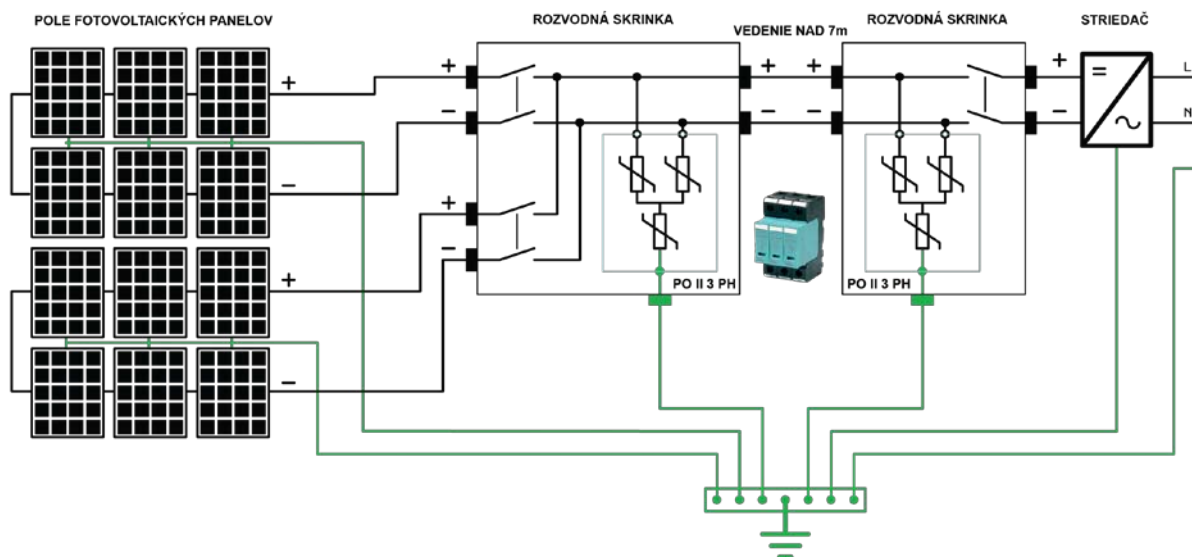 POLE FOTOVOLTAICKÝCH PANELOV
ROZVODNÁ SKRINKA
VEDENIE NAD 7m
ROZVODNÁ SKRINKA
STRIEDAČ
+
−
+
−
+
−
+
−
+
−
+
−
+
−
=
~
L
N
PO II 3 PH
PO II 3 PH